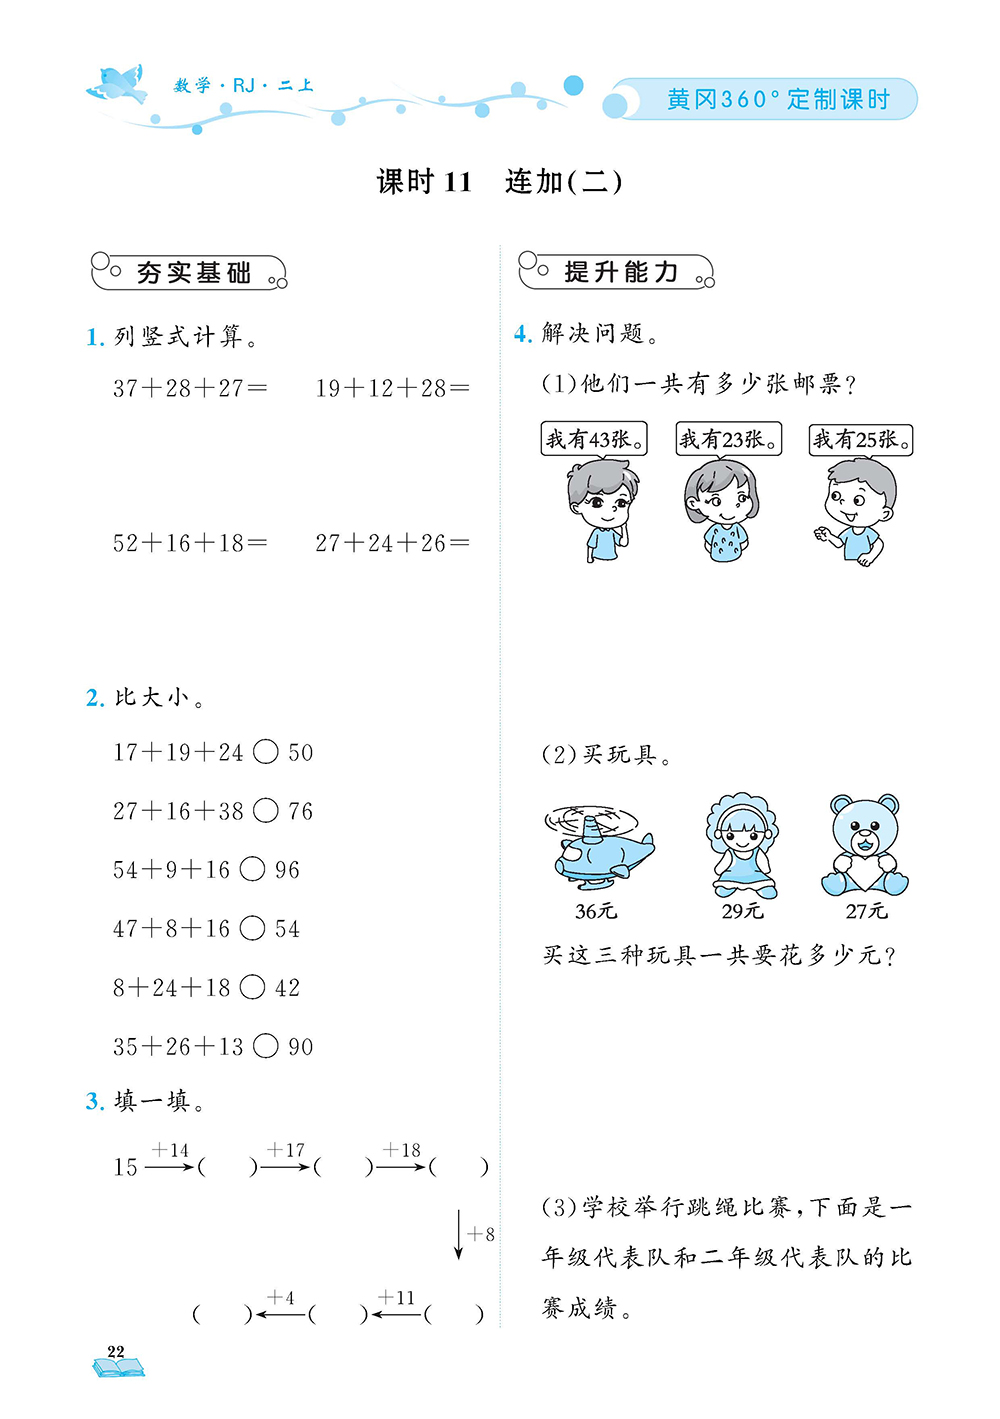 数学·RJ·二上
黄冈360°定制课时
课时11 连加(二)
夯实基础
1. 列竖式计算。
37+28+27=  19+12+28=
52+16+18=  27+24+26=
2. 比大小。
17+19+24○50
27+16+38○76
54+9+16○96
47+8+16○54
8+24+18○42
35+26+13○90
3. 填一填。
+14 +17 +18
15→(  )→(  )→(  )
↓+8
+4 +11
(  )←(  )←(  )
22
提升能力
4. 解决问题。
(1)他们一共有多少张邮票?
我有43张。 我有23张。 我有25张。
(2)买玩具。
36元 29元 27元
买这三种玩具一共要花多少元?
(3)学校举行跳绳比赛,下面是一
年级代表队和二年级代表队的比
赛成绩。